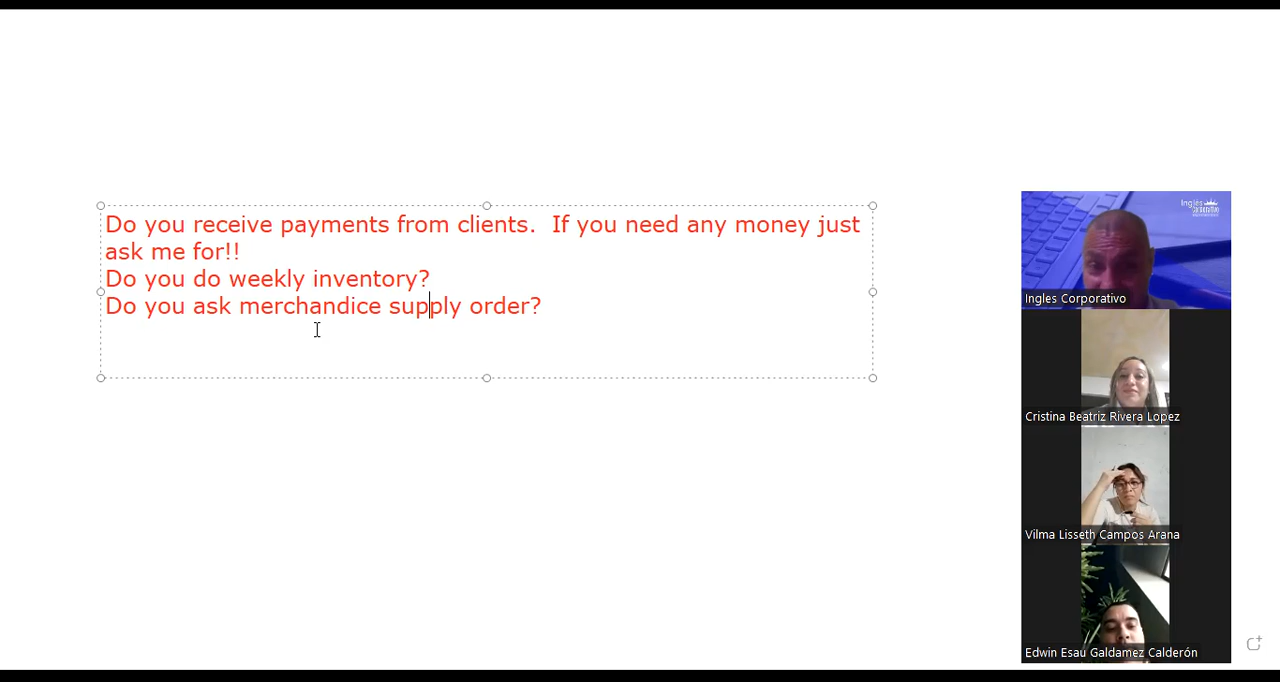 Do you receive payments from clients.  If you need any money just
ask me for!!
Do you do weekly inventory?
Do you ask merchandice supply order?
Inglés
corporativo
Ingles Corporativo
Cristina Beatriz Rivera Lopez
Vilma Lisseth Campos Arana
Edwin Esau Galdamez Calderón